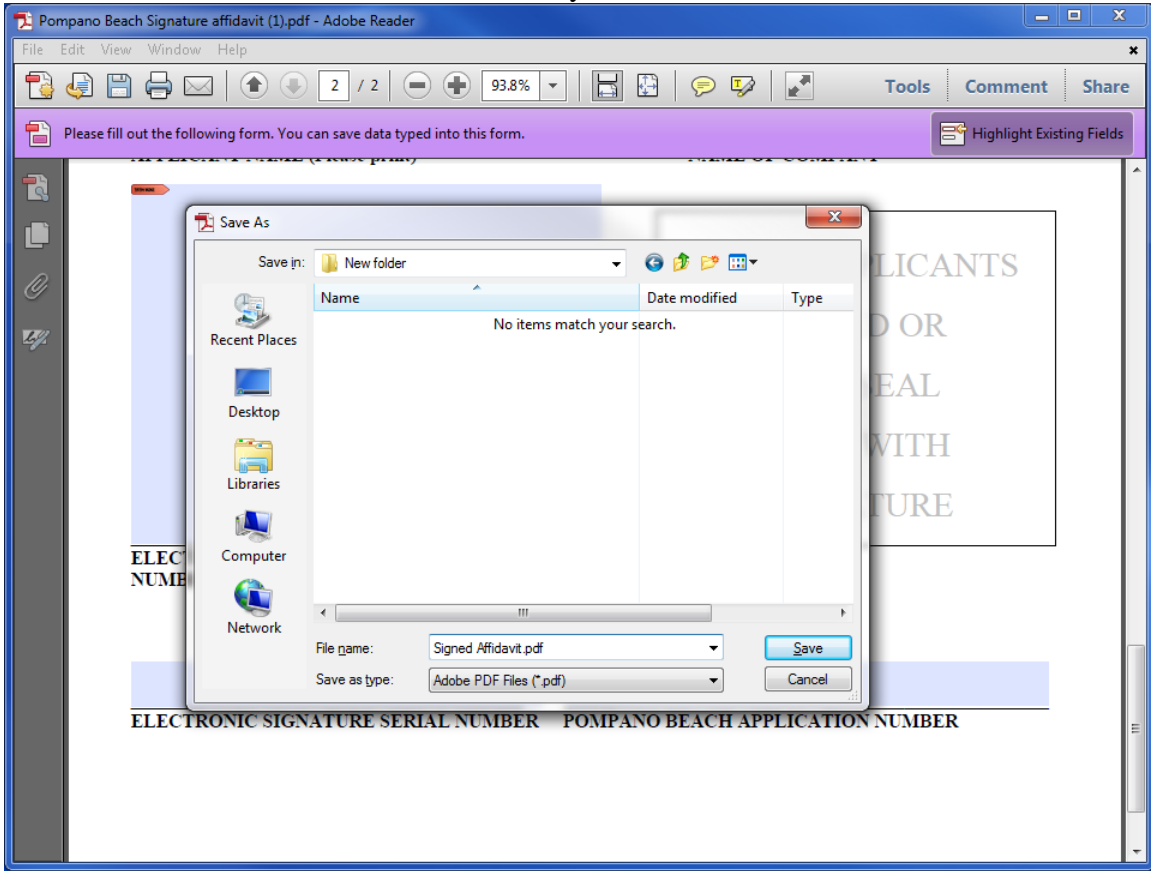 Pompano Beach Signature affidavit (1).pdf - Adobe Reader
File Edit View Window Help
2 / 2 93.8% Tools Comment Share
Please fill out the following form. You can save data typed into this form. Highlight Existing Fields
Save As
Save in: New folder
Name Date modified Type
No items match your search.
Recent Places
Desktop
Libraries
Computer
Network
File name: Signed Affidavit.pdf Save
Save as type: Adobe PDF Files (*.pdf) Cancel
LICANTS
OR
EAL
WITH
TURE
ELEC
NUMB
ELECTRONIC SIGNATURE SERIAL NUMBER POMPANO BEACH APPLICATION NUMBER